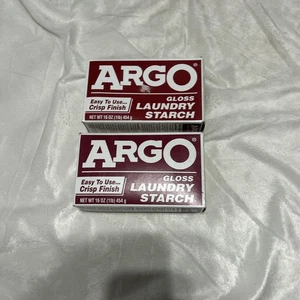 ARGO®
Easy To Use...
Crisp Finish
GLOSS
LAUNDRY
STARCH
NET WT 16 OZ (1lb) 454 g
ARGO®
Easy To Use...
Crisp Finish
GLOSS
LAUNDRY
STARCH
NET WT 16 OZ (1lb) 454 g